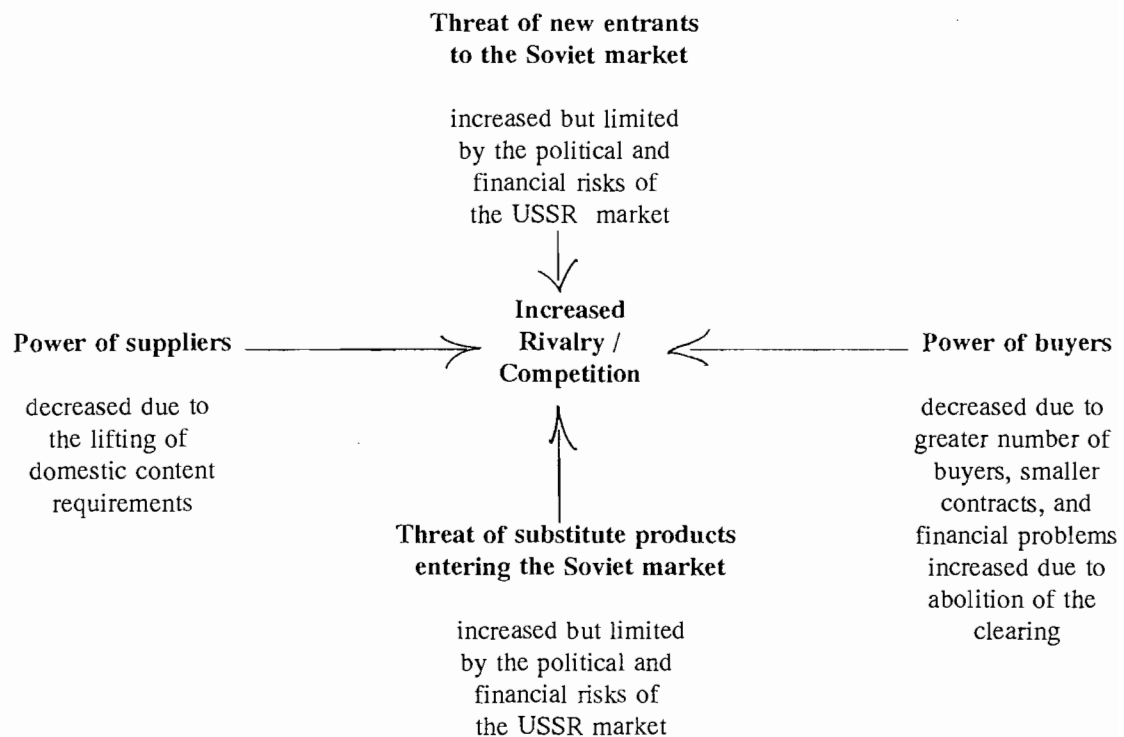 Threat of new entrants
to the Soviet market
increased but limited
by the political and
financial risks of
the USSR market
Increased
Rivalry /
Competition
Power of suppliers
decreased due to
the lifting of
domestic content
requirements
Power of buyers
decreased due to
greater number of
buyers, smaller
contracts, and
financial problems
increased due to
abolition of the
clearing
Threat of substitute products
entering the Soviet market
increased but limited
by the political and
financial risks of
the USSR market